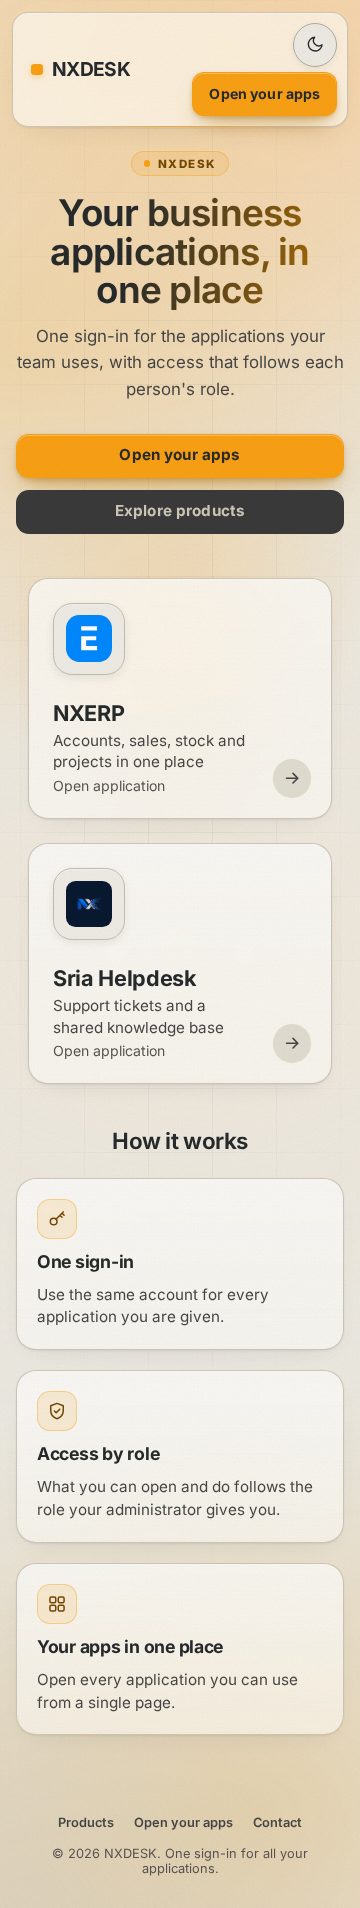 NXDESK
Open your apps
NXDESK
Your business
applications, in
one place
One sign-in for the applications your
team uses, with access that follows each
person's role.
Open your apps
Explore products
NXERP
Accounts, sales, stock and
projects in one place
Open application
NX
Sria Helpdesk
Support tickets and a
shared knowledge base
Open application
How it works
One sign-in
Use the same account for every
application you are given.
Access by role
What you can open and do follows the
role your administrator gives you.
Your apps in one place
Open every application you can use
from a single page.
Products
Open your apps
Contact
© 2026 NXDESK. One sign-in for all your
applications.